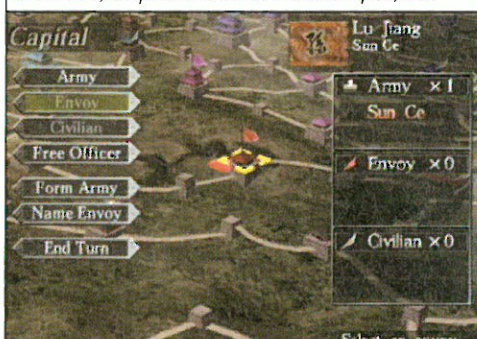 Capital
Lu Jiang
Sun Ce
Army
Envoy
Civilian
Free Officer
Form Army
Name Envoy
End Turn
Army ×1
Sun Ce
Envoy ×0
Civilian ×0